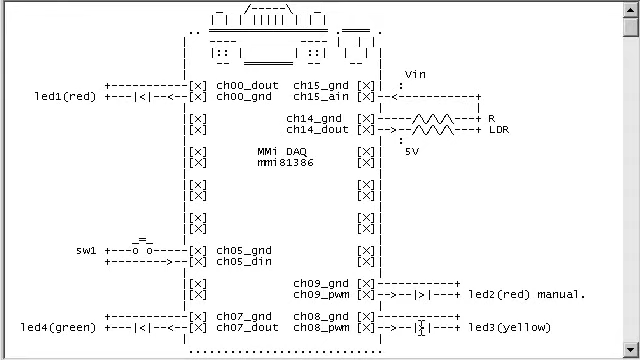 [X] ch00_dout ch15_gnd [X] Vin
led1(red) [X] ch00_gnd ch15_ain [X]
[X] ch14_gnd [X] R
[X] ch14_dout [X] LDR
[X] MMi DAQ [X] 5V
[X] mmi81386 [X]
[X] [X]
[X] [X]
[X] [X]
[X] [X]
sw1 [X] ch05_gnd [X]
[X] ch05_din [X]
[X] ch09_gnd [X]
[X] ch09_pwm [X] led2(red) manual.
[X] ch07_gnd ch08_gnd [X]
led4(green) [X] ch07_dout ch08_pwm [X] led3(yellow)